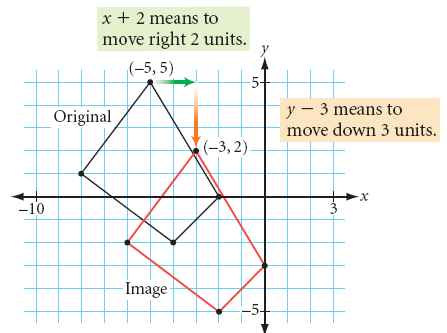 x + 2 means to
move right 2 units.
y
(–5, 5)
5
Original
y – 3 means to
move down 3 units.
(–3, 2)
x
–10
3
Image
–5